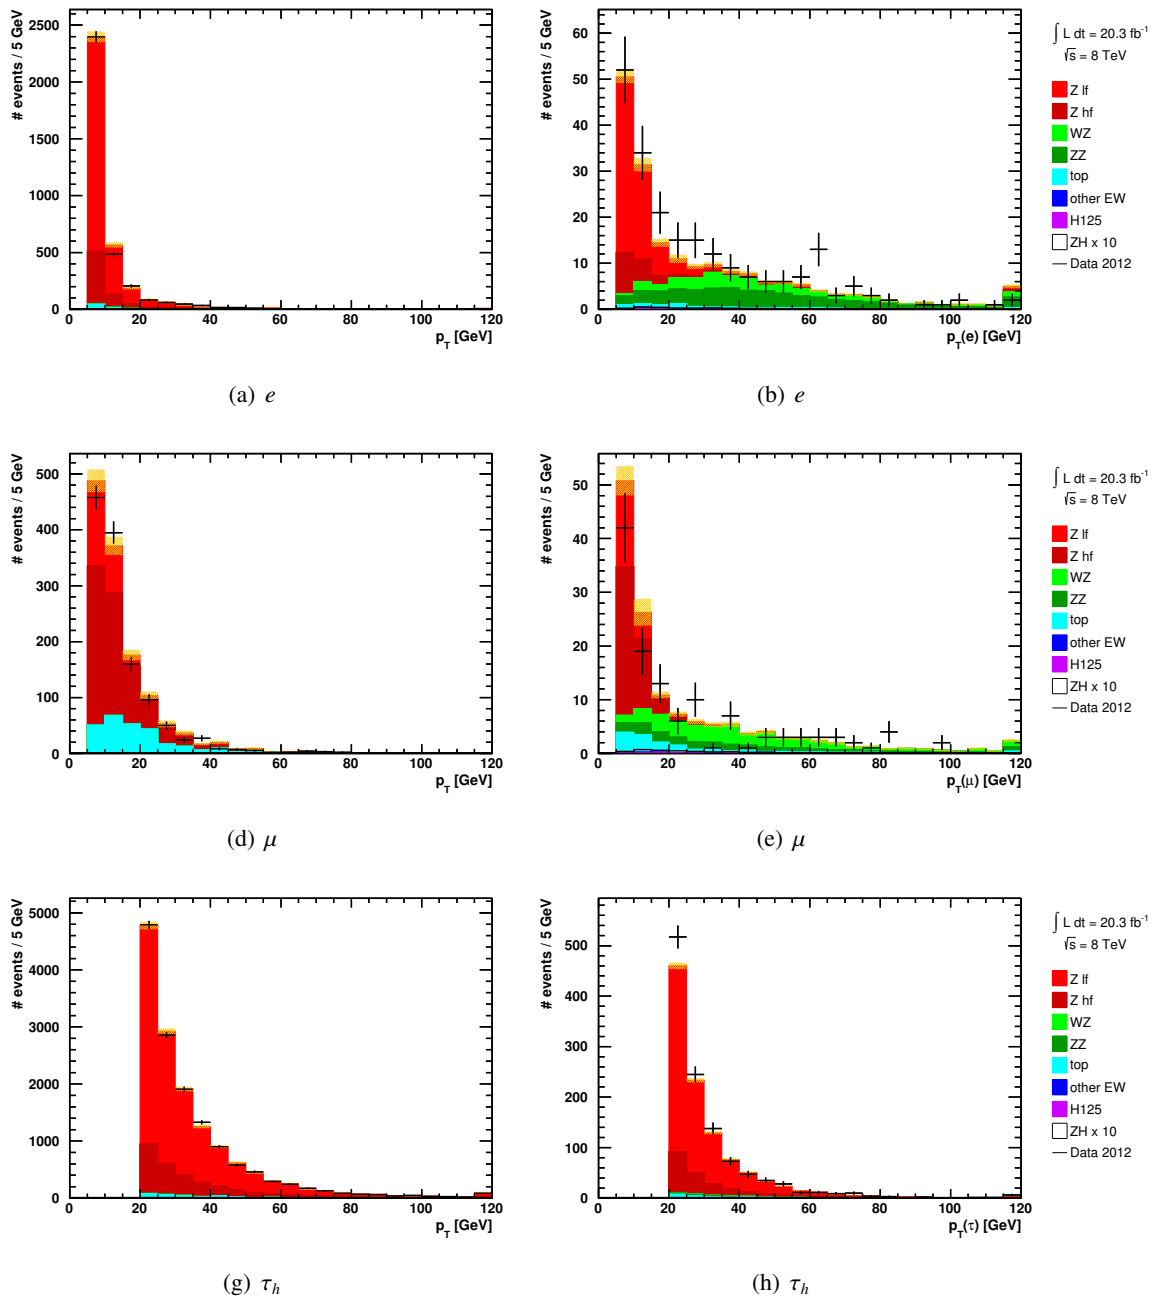 # events / 5 GeV
2500
2000
1500
1000
500
0
0 20 40 60 80 100 120
p_T [GeV]
(a) e
# events / 5 GeV
60
50
40
30
20
10
0
0 20 40 60 80 100 120
p_T(e) [GeV]
(b) e
∫ L dt = 20.3 fb⁻¹
√s = 8 TeV
Z lf
Z hf
WZ
ZZ
top
other EW
H125
ZH x 10
Data 2012
# events / 5 GeV
500
400
300
200
100
0
0 20 40 60 80 100 120
p_T [GeV]
(d) μ
# events / 5 GeV
50
40
30
20
10
0
0 20 40 60 80 100 120
p_T(μ) [GeV]
(e) μ
∫ L dt = 20.3 fb⁻¹
√s = 8 TeV
Z lf
Z hf
WZ
ZZ
top
other EW
H125
ZH x 10
Data 2012
# events / 5 GeV
5000
4000
3000
2000
1000
0
0 20 40 60 80 100 120
p_T [GeV]
(g) τ_h
# events / 5 GeV
500
400
300
200
100
0
0 20 40 60 80 100 120
p_T(τ) [GeV]
(h) τ_h
∫ L dt = 20.3 fb⁻¹
√s = 8 TeV
Z lf
Z hf
WZ
ZZ
top
other EW
H125
ZH x 10
Data 2012